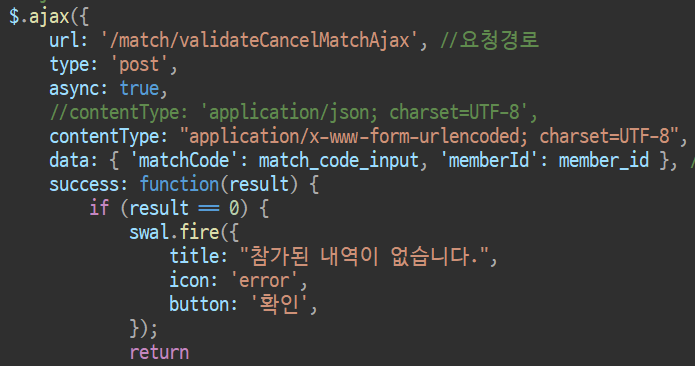 $.ajax({
url: '/match/validateCancelMatchAjax', //요청경로
type: 'post',
async: true,
//contentType: 'application/json; charset=UTF-8',
contentType: "application/x-www-form-urlencoded; charset=UTF-8",
data: { 'matchCode': match_code_input, 'memberId': member_id }, /
success: function(result) {
if (result == 0) {
swal.fire({
title: "참가된 내역이 없습니다.",
icon: 'error',
button: '확인',
});
return